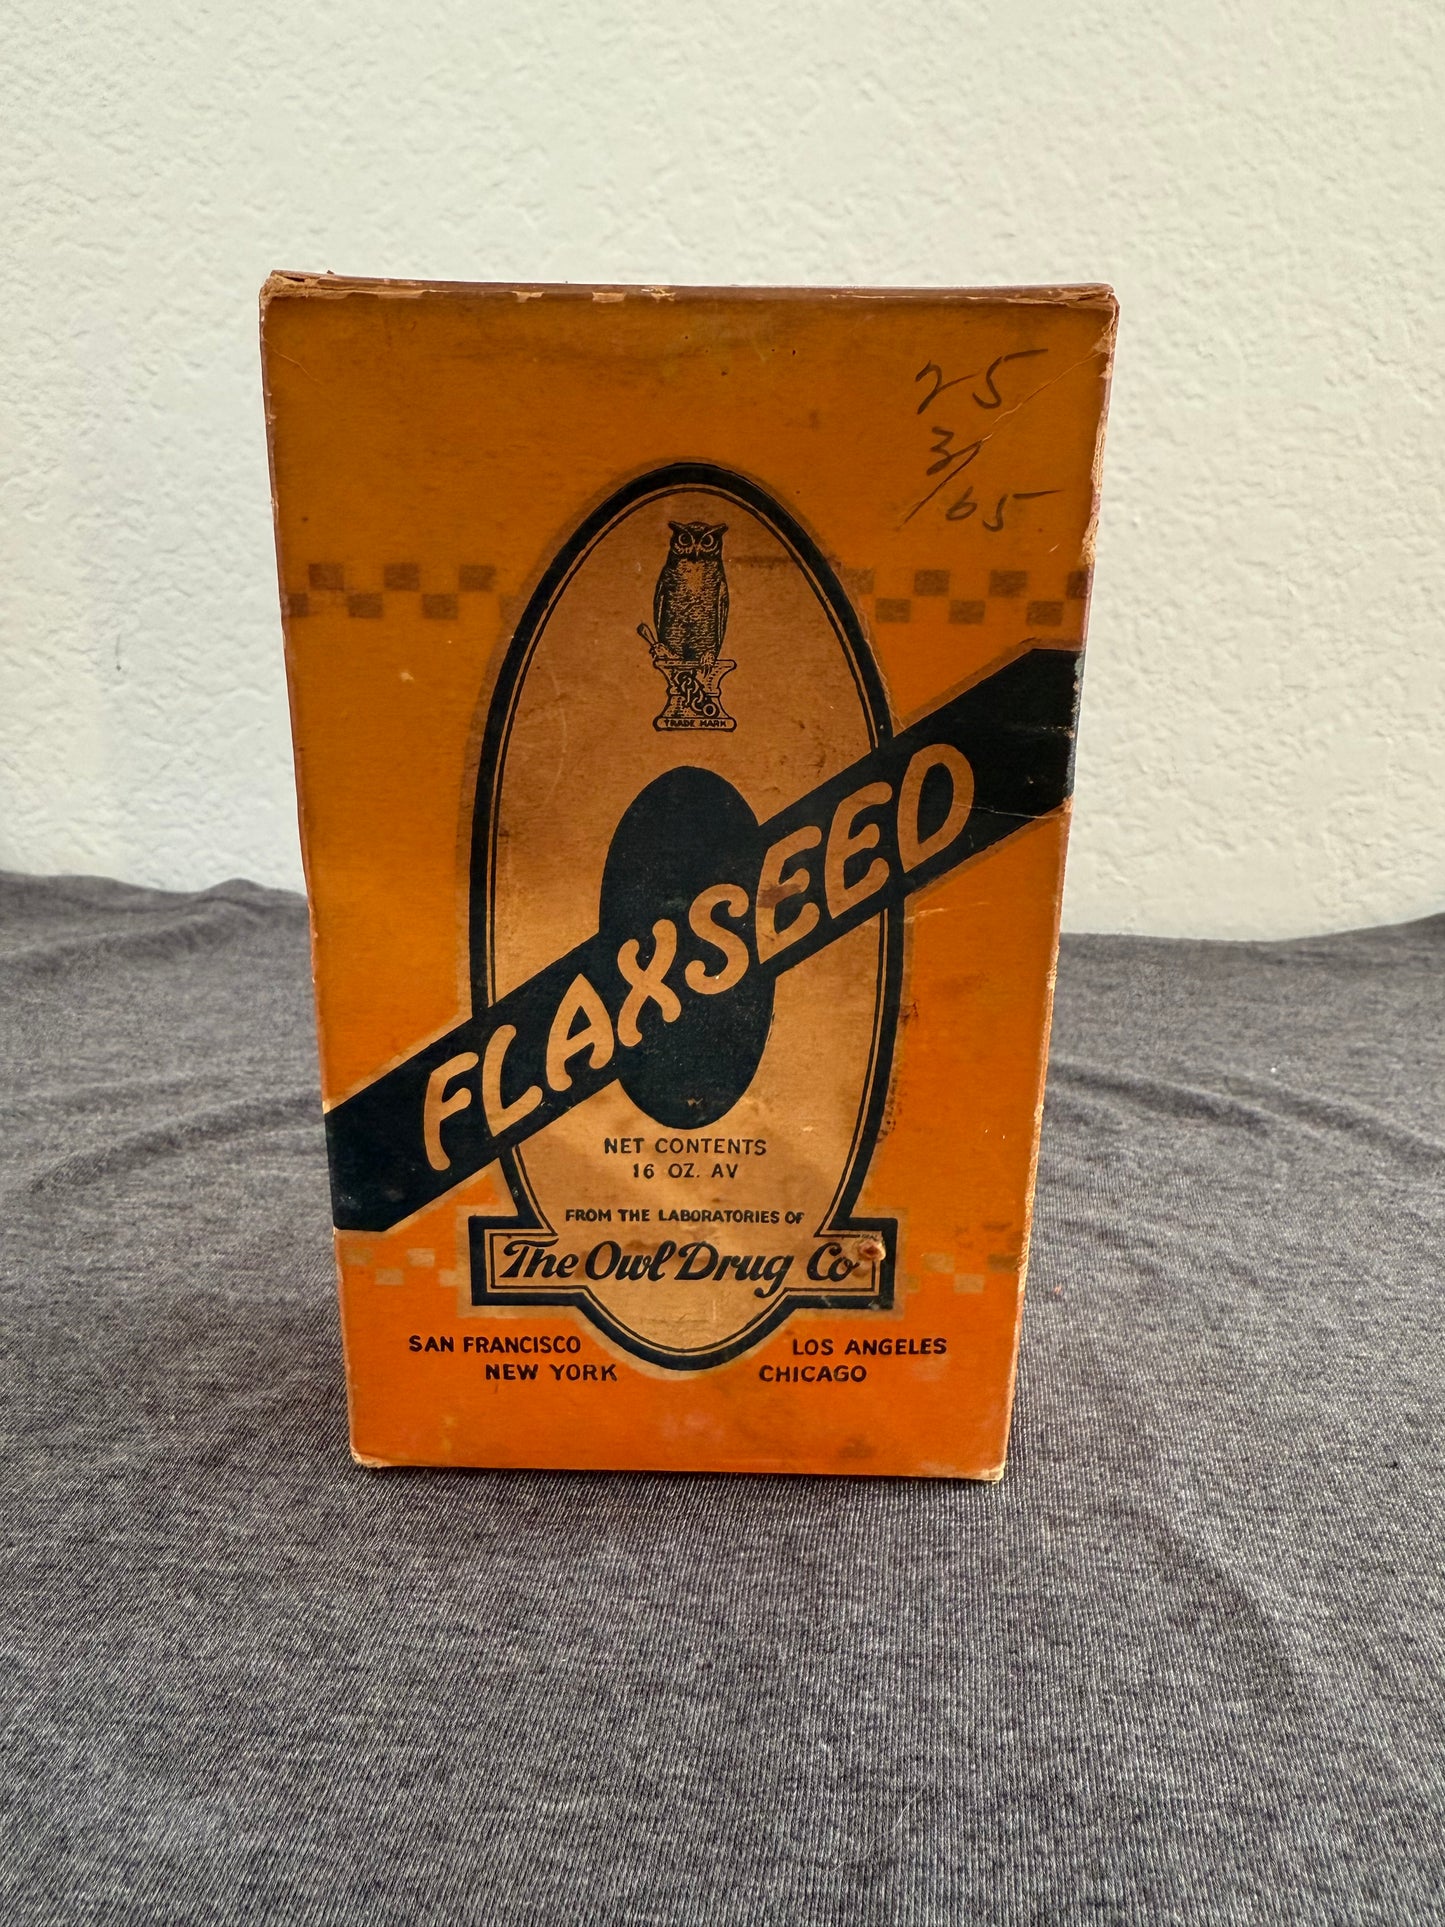 25
3/65
TRADE MARK
FLAXSEED
NET CONTENTS
16 OZ. AV
FROM THE LABORATORIES OF
The Owl Drug Co
SAN FRANCISCO LOS ANGELES
NEW YORK CHICAGO